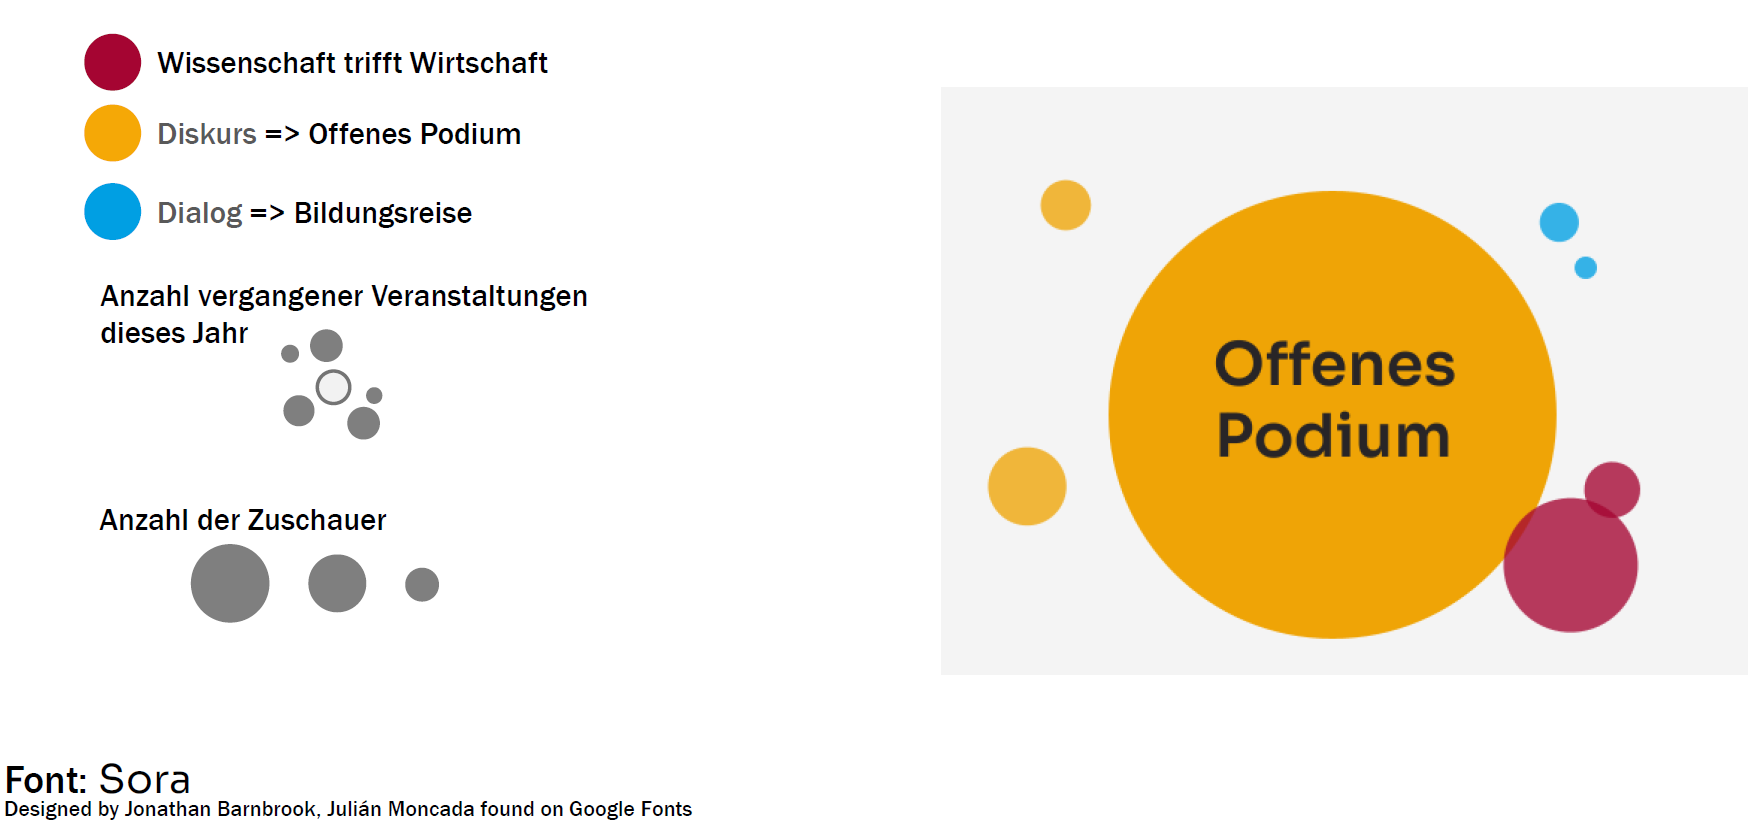 Wissenschaft trifft Wirtschaft
Diskurs => Offenes Podium
Dialog => Bildungsreise
Anzahl vergangener Veranstaltungen
dieses Jahr
Anzahl der Zuschauer
Offenes
Podium
Font: Sora
Designed by Jonathan Barnbrook, Julián Moncada found on Google Fonts